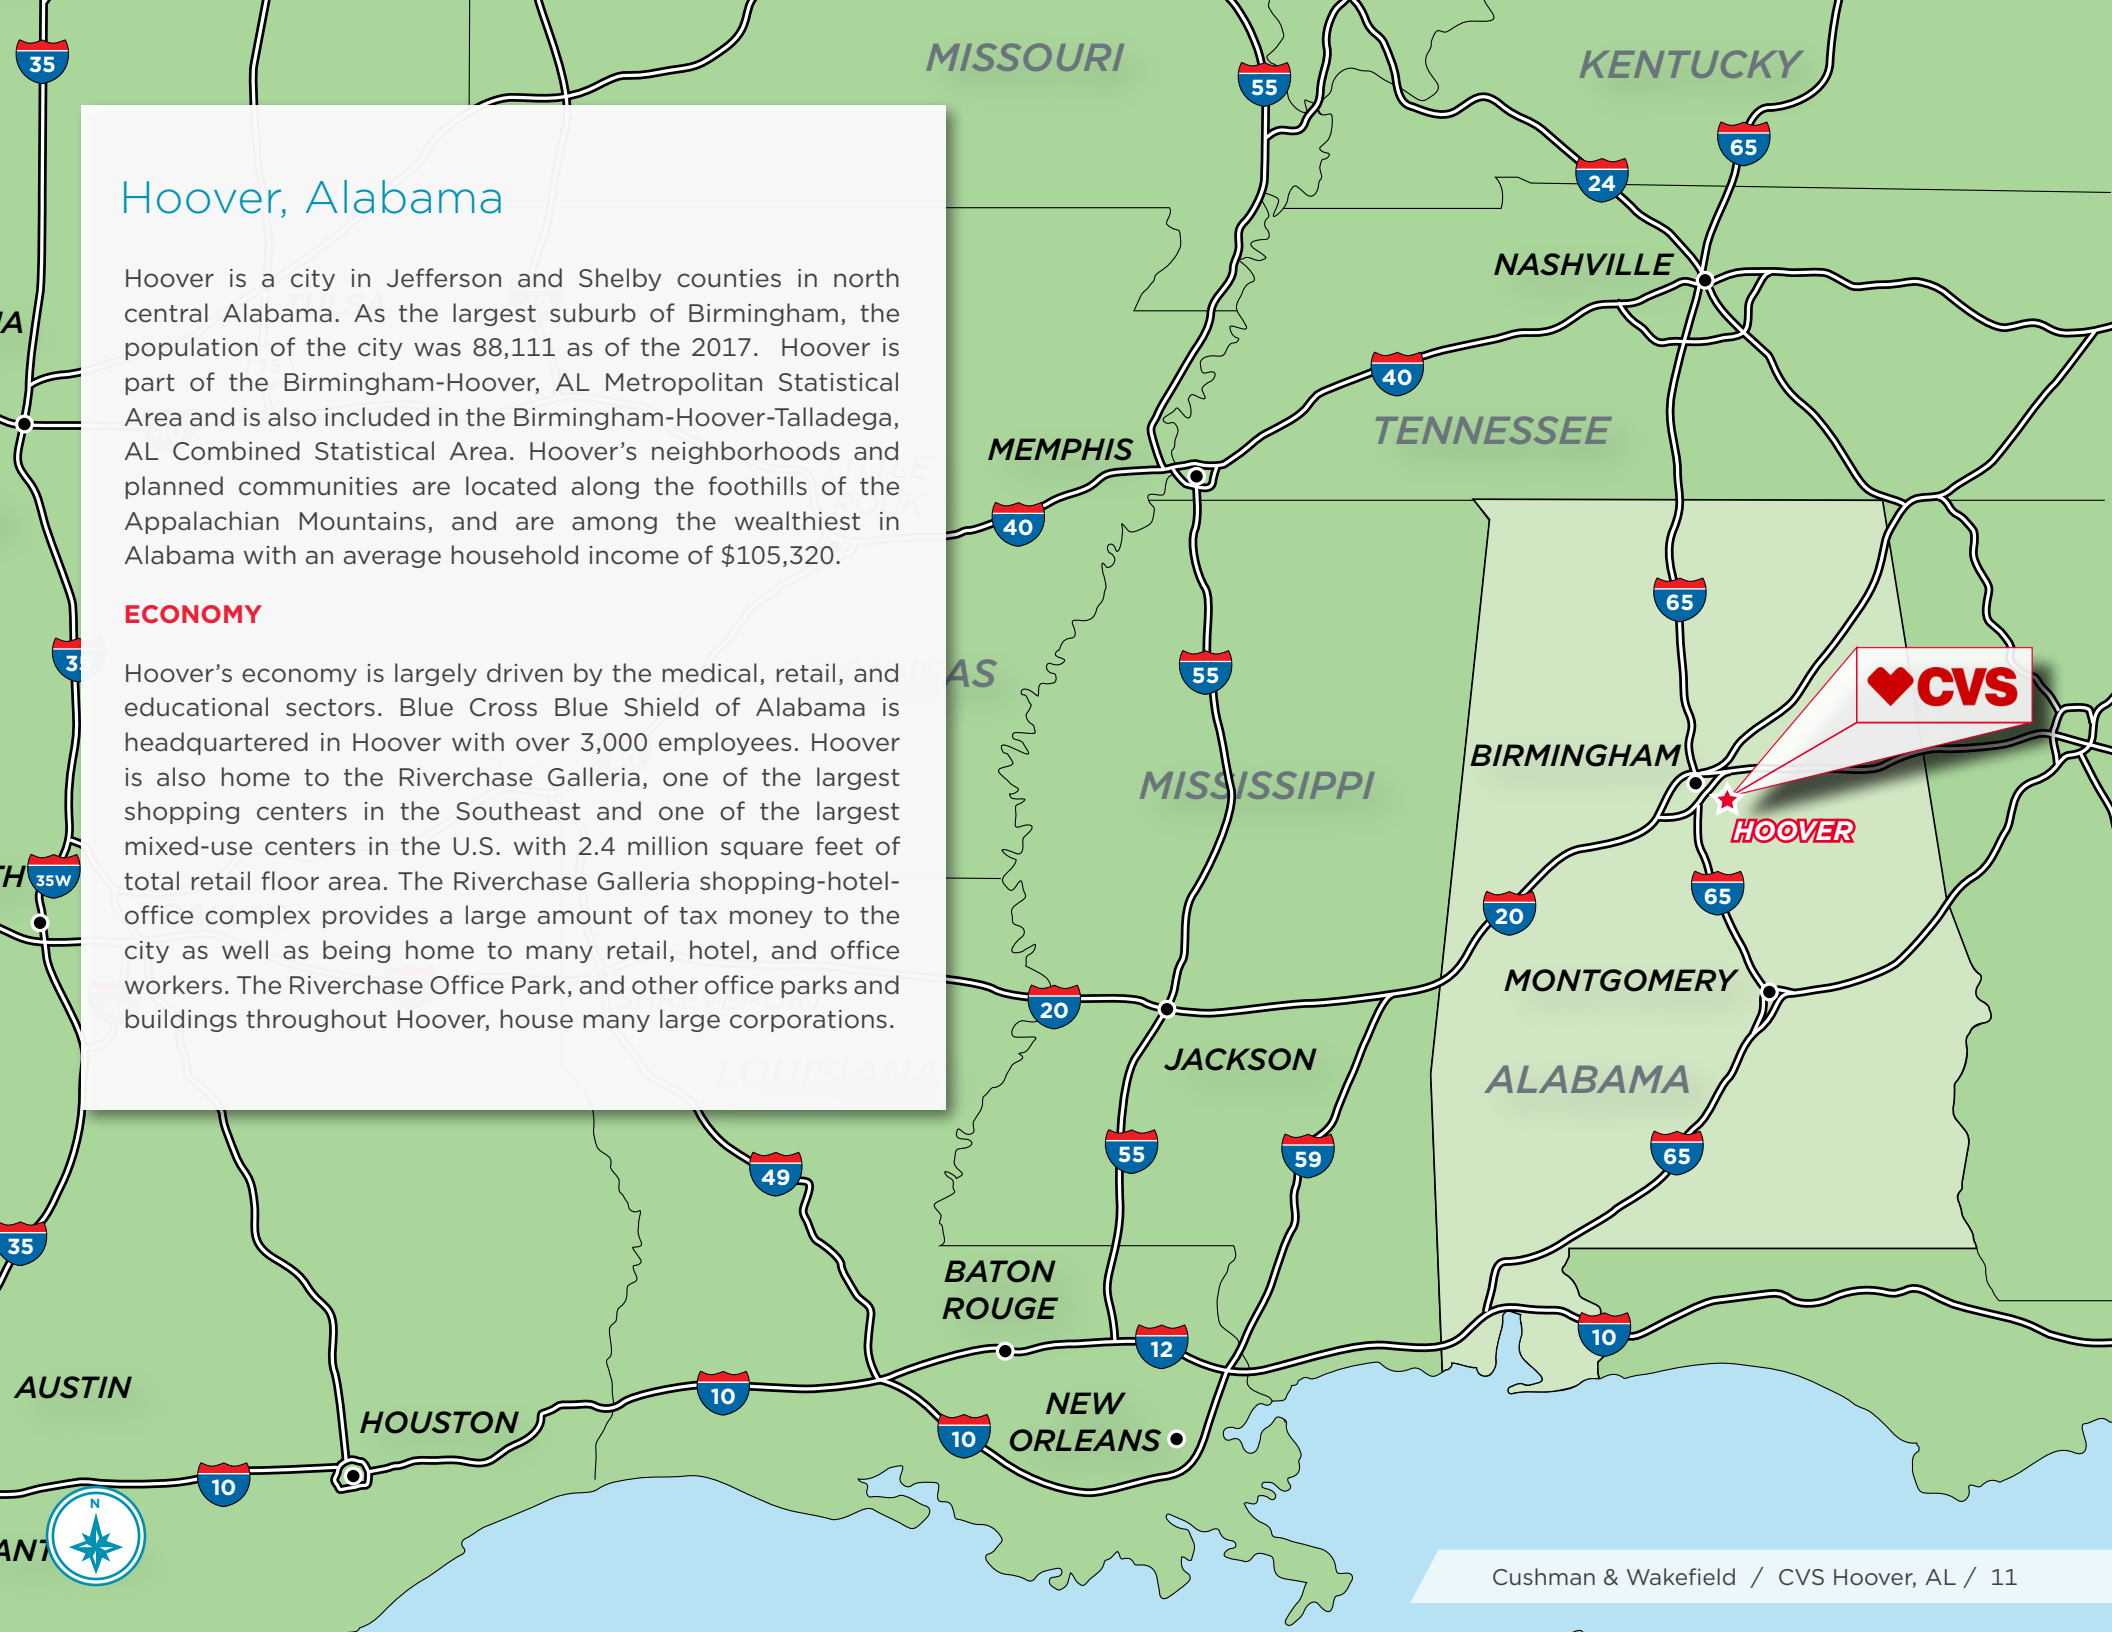 Hoover, Alabama
Hoover is a city in Jefferson and Shelby counties in north
central Alabama. As the largest suburb of Birmingham, the
population of the city was 88,111 as of the 2017. Hoover is
part of the Birmingham-Hoover, AL Metropolitan Statistical
Area and is also included in the Birmingham-Hoover-Talladega,
AL Combined Statistical Area. Hoover's neighborhoods and
planned communities are located along the foothills of the
Appalachian Mountains, and are among the wealthiest in
Alabama with an average household income of $105,320.
ECONOMY
Hoover's economy is largely driven by the medical, retail, and
educational sectors. Blue Cross Blue Shield of Alabama is
headquartered in Hoover with over 3,000 employees. Hoover
is also home to the Riverchase Galleria, one of the largest
shopping centers in the Southeast and one of the largest
mixed-use centers in the U.S. with 2.4 million square feet of
total retail floor area. The Riverchase Galleria shopping-hotel-
office complex provides a large amount of tax money to the
city as well as being home to many retail, hotel, and office
workers. The Riverchase Office Park, and other office parks and
buildings throughout Hoover, house many large corporations.
35
MISSOURI
55
KENTUCKY
65
24
NASHVILLE
40
TENNESSEE
MEMPHIS
40
65
35
55
CVS
BIRMINGHAM
MISSISSIPPI
HOOVER
35W
65
20
MONTGOMERY
20
JACKSON
ALABAMA
LOUISIANA
55
59
65
49
35
BATON
ROUGE
12
10
AUSTIN
10
HOUSTON
NEW
ORLEANS
10
10
N
Cushman & Wakefield / CVS Hoover, AL / 11